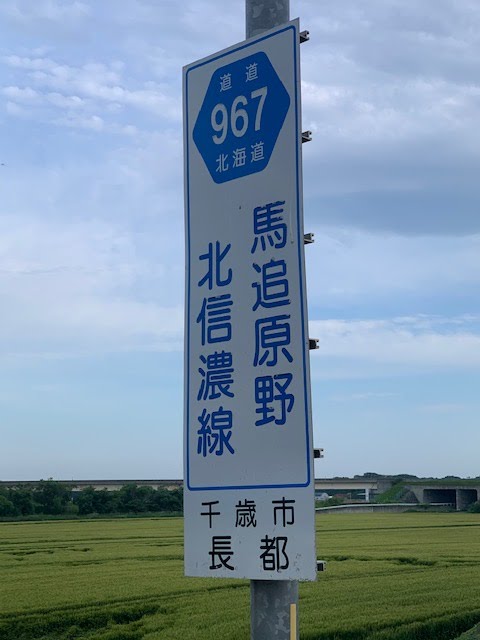 道道
967
北海道
馬追原野
北信濃線
千歳市
長都